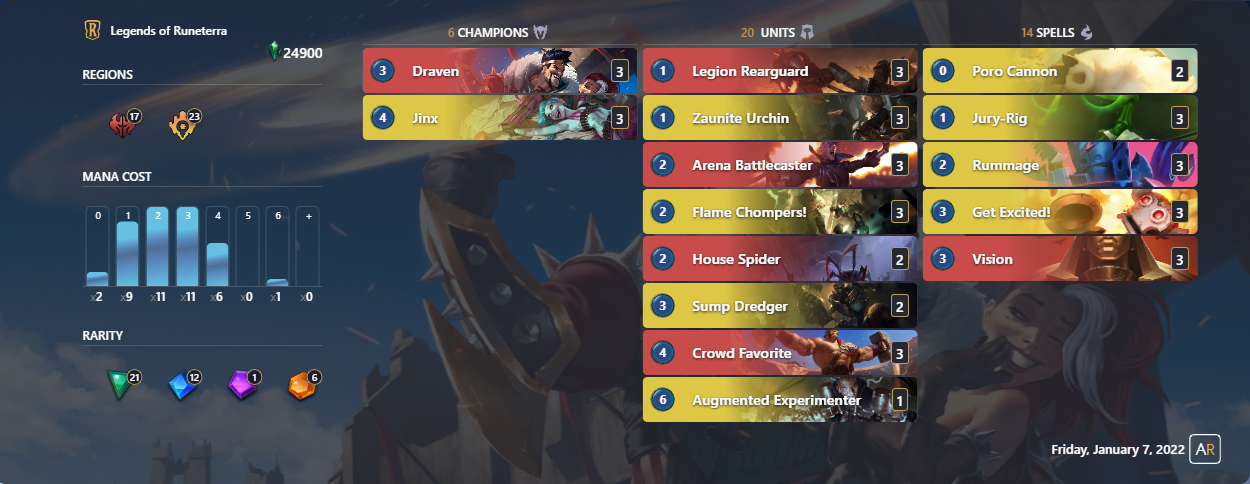 Legends of Runeterra
24900
REGIONS
17
23
MANA COST
0 1 2 3 4 5 6 +
x2 x9 x11 x11 x6 x0 x1 x0
RARITY
21 12 1 6
6 CHAMPIONS
3 Draven 3
4 Jinx 3
20 UNITS
1 Legion Rearguard 3
1 Zaunite Urchin 3
2 Arena Battlecaster 3
2 Flame Chompers! 3
2 House Spider 2
3 Sump Dredger 2
4 Crowd Favorite 3
6 Augmented Experimenter 1
14 SPELLS
0 Poro Cannon 2
1 Jury-Rig 3
2 Rummage 3
3 Get Excited! 3
3 Vision 3
Friday, January 7, 2022 AR